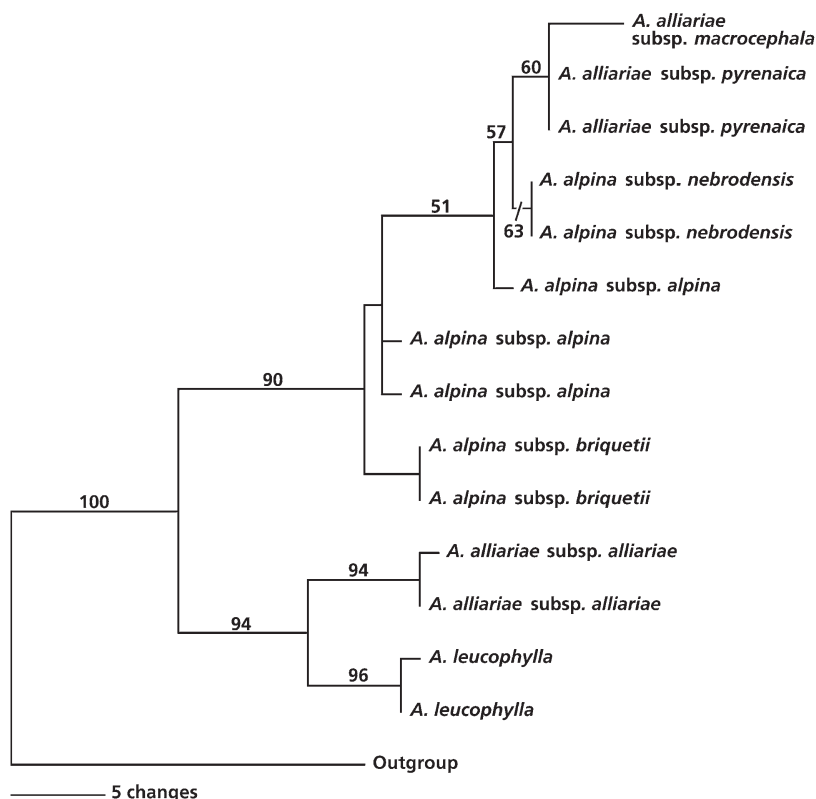 A. alliariae
subsp. macrocephala
60
A. alliariae subsp. pyrenaica
A. alliariae subsp. pyrenaica
57
A. alpina subsp. nebrodensis
51
63
A. alpina subsp. nebrodensis
A. alpina subsp. alpina
A. alpina subsp. alpina
90
A. alpina subsp. alpina
A. alpina subsp. briquetii
A. alpina subsp. briquetii
100
A. alliariae subsp. alliariae
94
A. alliariae subsp. alliariae
94
A. leucophylla
96
A. leucophylla
Outgroup
5 changes